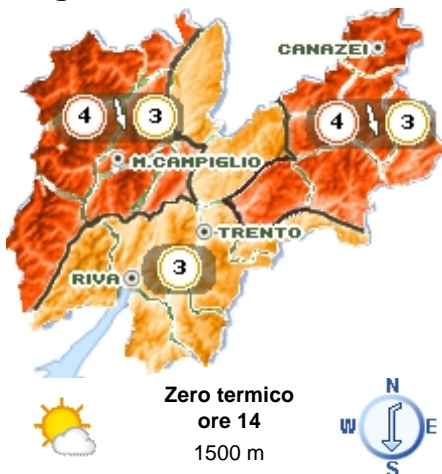 CANAZEI
4 3
4 3
M.CAMPIGLIO
TRENTO
3
RIVA
Zero termico
ore 14
1500 m
N
W E
S